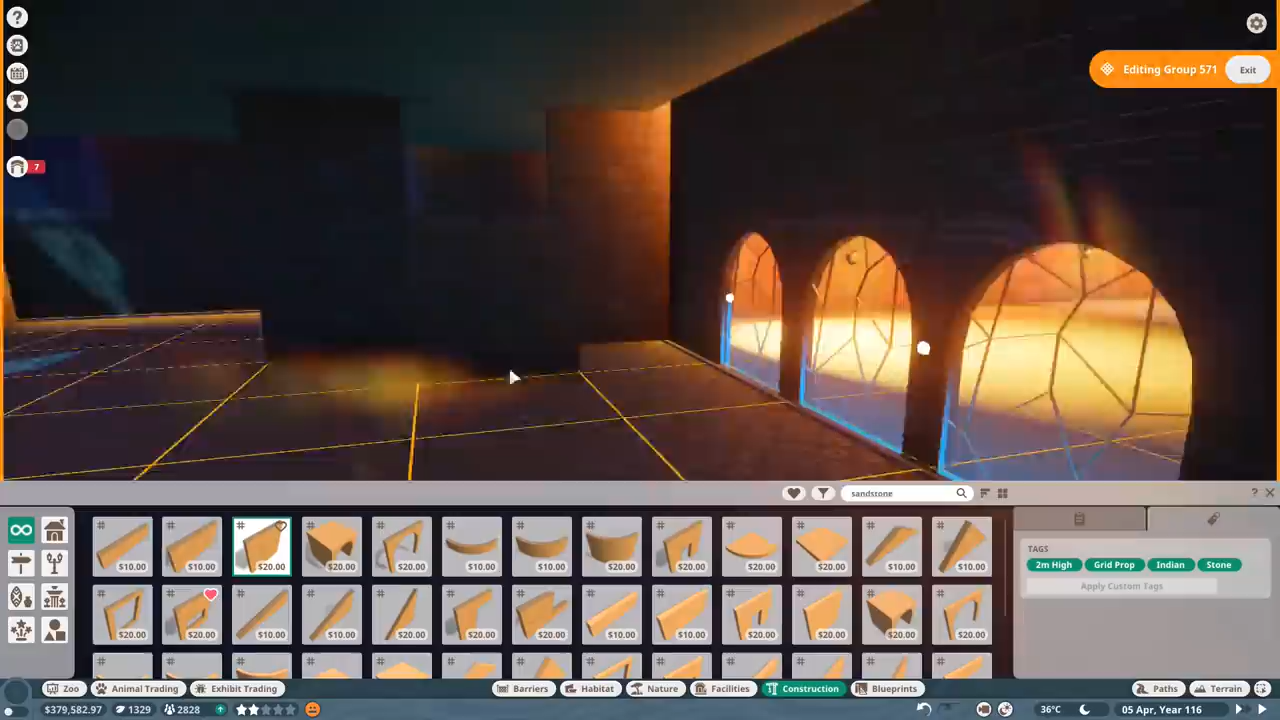 ?
Editing Group 571
Exit
7
sandstone
?
$10.00 $10.00 $20.00 $20.00 $20.00 $10.00 $10.00 $20.00 $20.00 $20.00 $20.00 $10.00 $10.00
TAGS
2m High Grid Prop Indian Stone
Apply Custom Tags
$20.00 $20.00 $10.00 $10.00 $10.00 $20.00 $20.00 $10.00 $10.00 $20.00 $20.00 $20.00 $20.00
Zoo Animal Trading Exhibit Trading Barriers Habitat Nature Facilities Construction Blueprints Paths Terrain
$379,582.97 1329 2828 36°C 05 Apr, Year 116